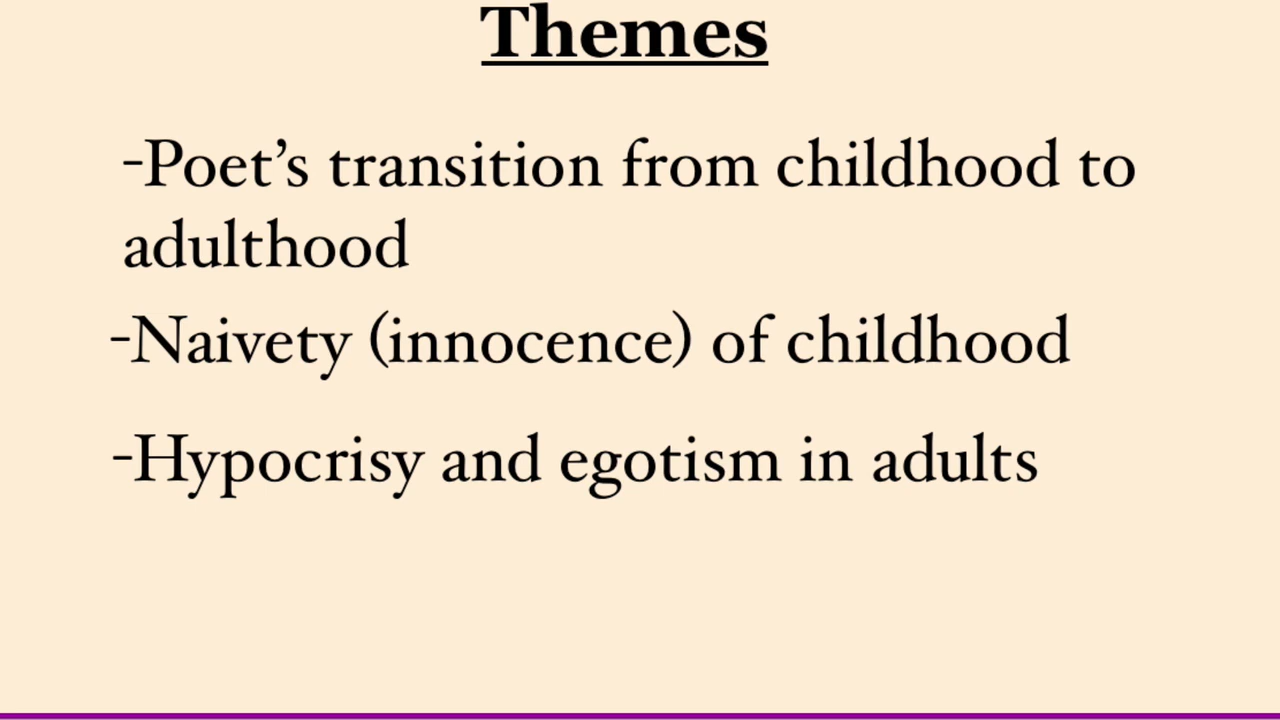 Themes
-Poet’s transition from childhood to
adulthood
-Naivety (innocence) of childhood
-Hypocrisy and egotism in adults